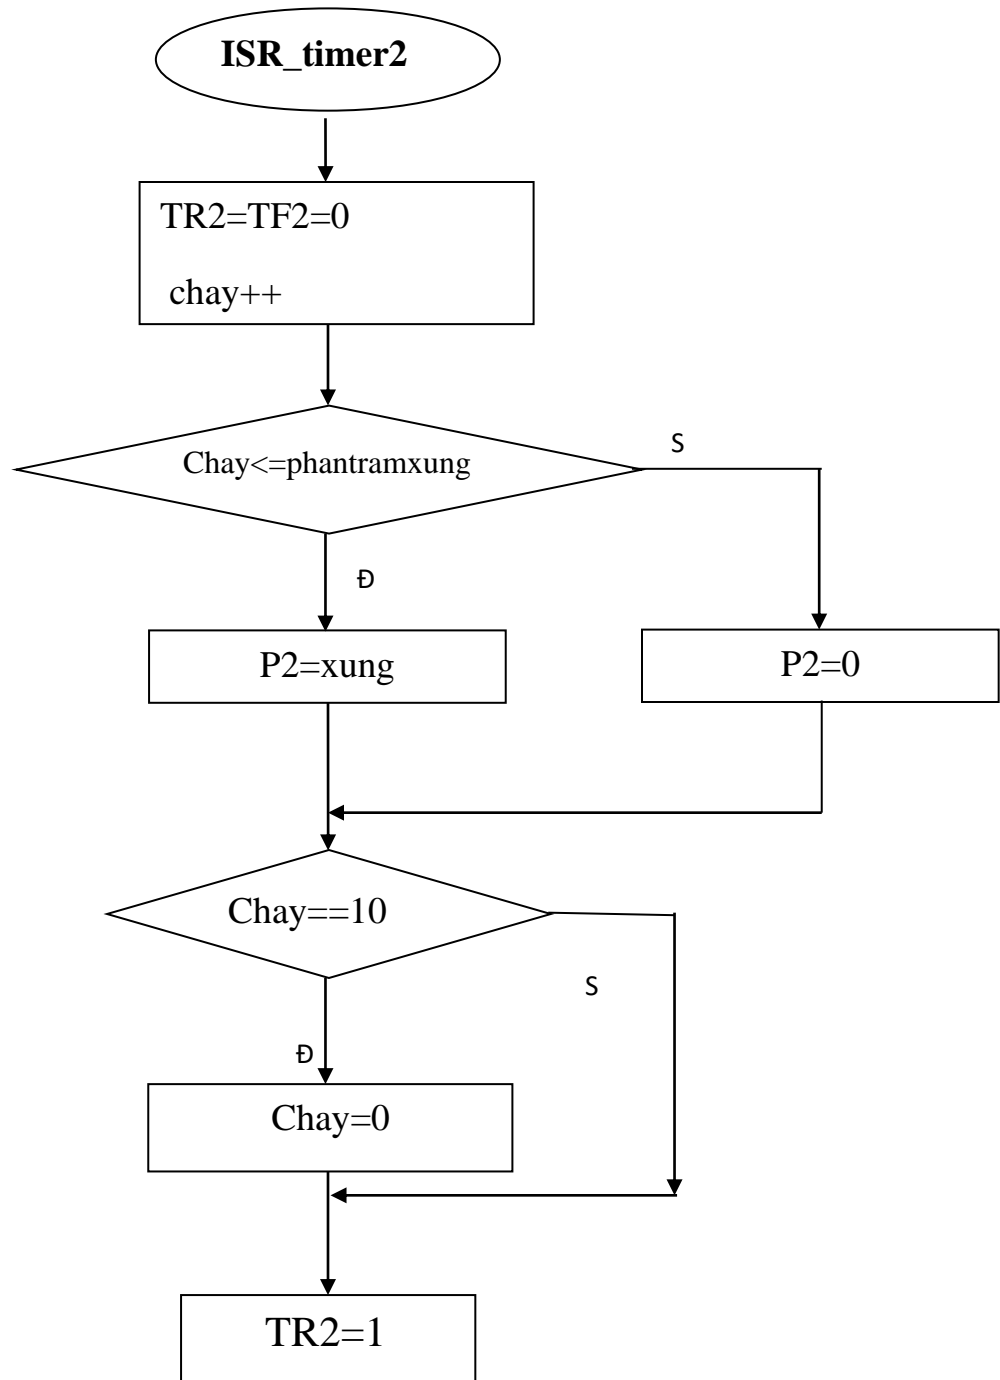 ISR_timer2
TR2=TF2=0
chay++
Chay<=phantramxung
S
Đ
P2=xung
P2=0
Chay==10
S
Đ
Chay=0
TR2=1